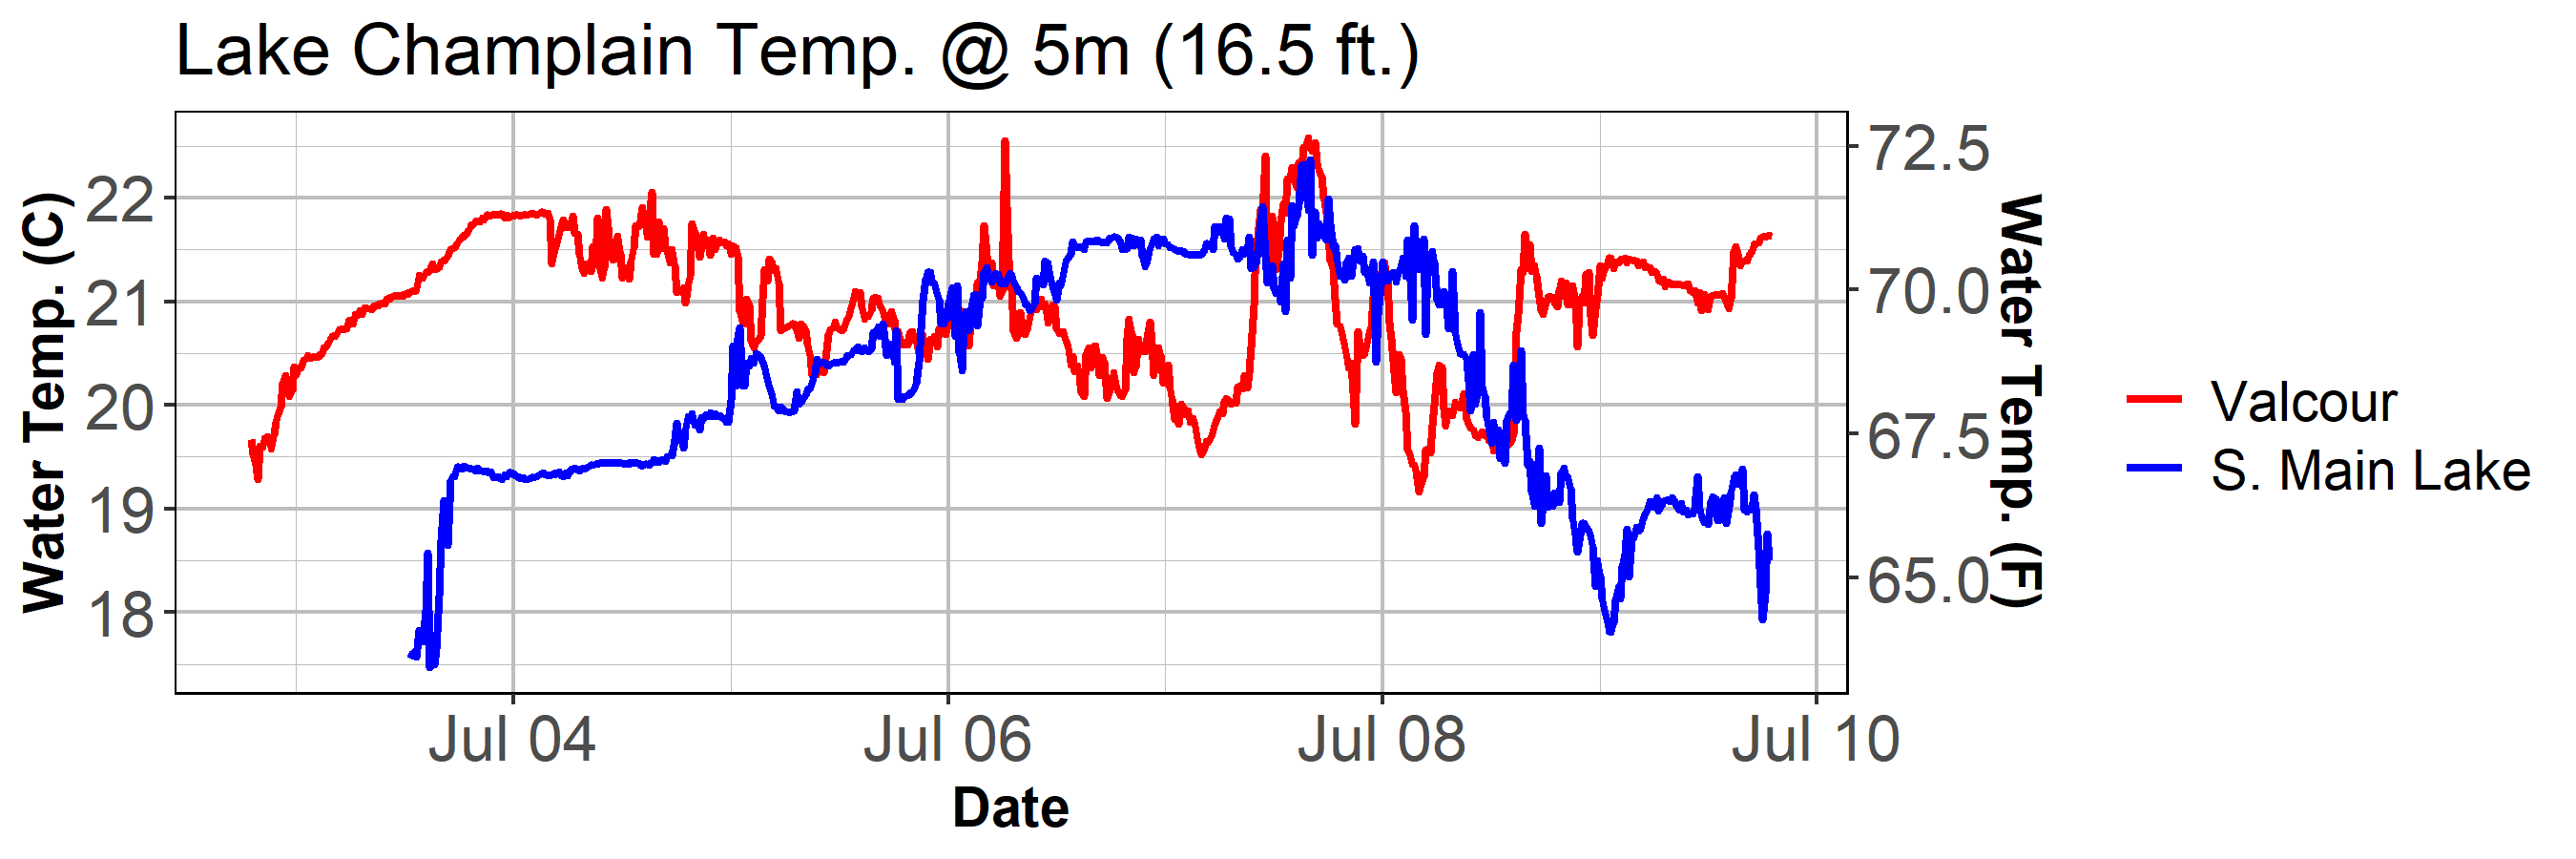 Lake Champlain Temp. @ 5m (16.5 ft.)
Water Temp. (C)
22
21
20
19
18
72.5
70.0
67.5
65.0
Water Temp. (F)
Jul 04
Jul 06
Jul 08
Jul 10
Date
Valcour
S. Main Lake